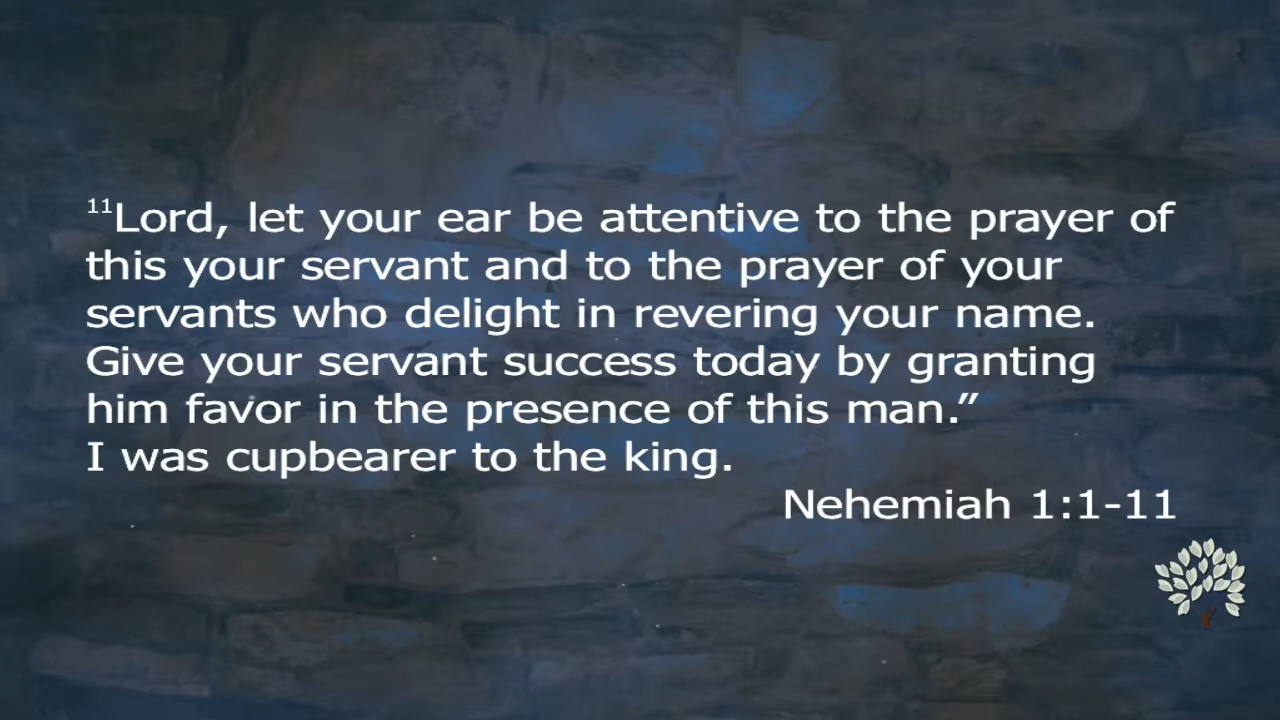 ¹¹Lord, let your ear be attentive to the prayer of
this your servant and to the prayer of your
servants who delight in revering your name.
Give your servant success today by granting
him favor in the presence of this man.”
I was cupbearer to the king.
Nehemiah 1:1-11